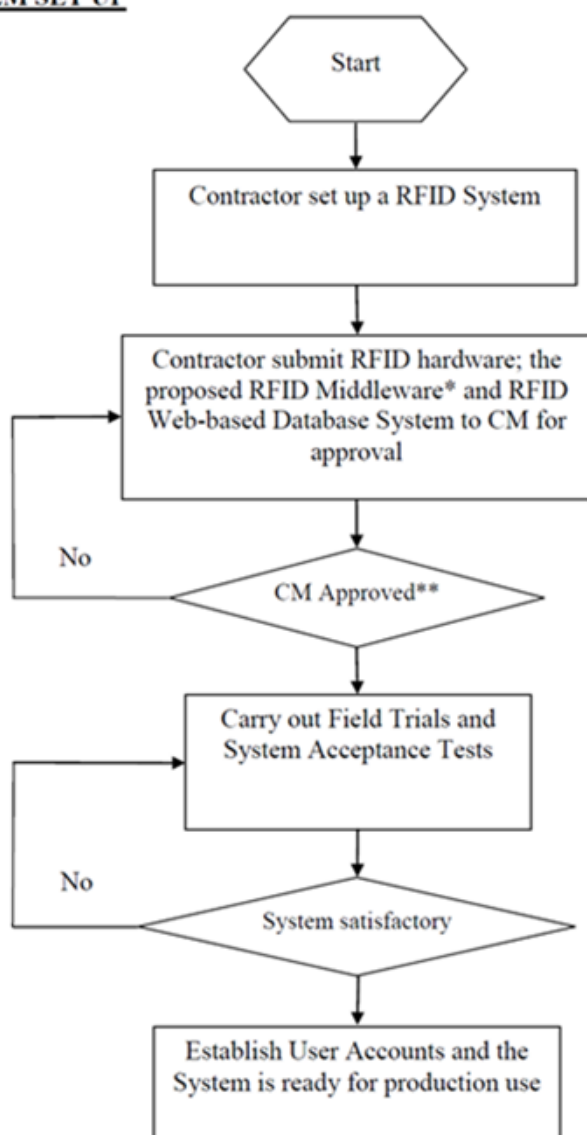 SET UP
Start
Contractor set up a RFID System
Contractor submit RFID hardware; the
proposed RFID Middleware* and RFID
Web-based Database System to CM for
approval
No
CM Approved**
Carry out Field Trials and
System Acceptance Tests
No
System satisfactory
Establish User Accounts and the
System is ready for production use